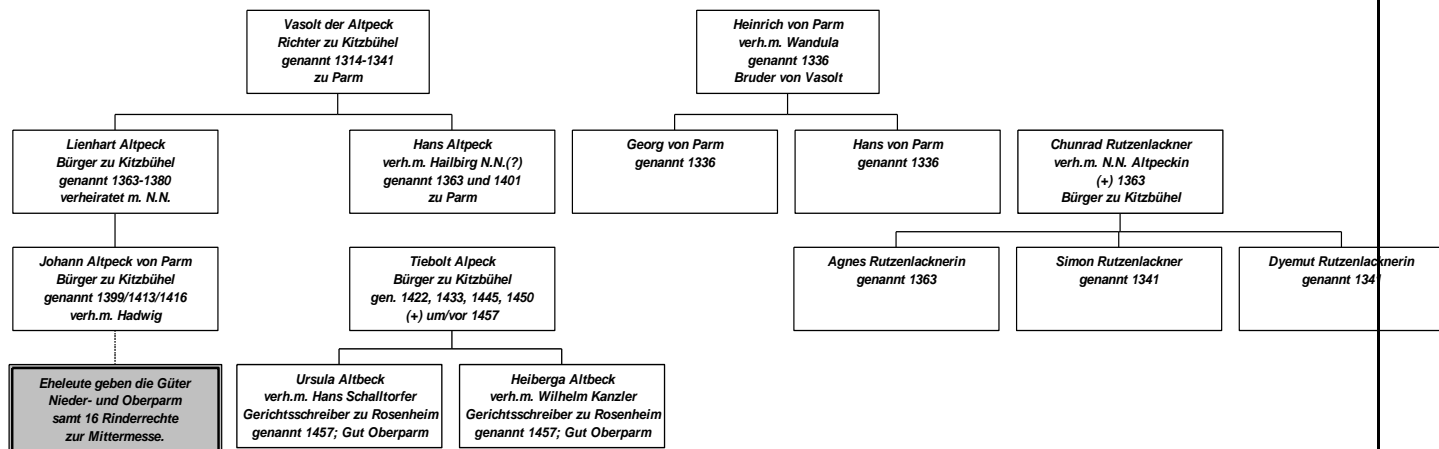 Vasolt der Altpeck
Richter zu Kitzbühel
genannt 1314-1341
zu Parm
Heinrich von Parm
verh.m. Wandula
genannt 1336
Bruder von Vasolt
Lienhart Altpeck
Bürger zu Kitzbühel
genannt 1363-1380
verheiratet m. N.N.
Hans Altpeck
verh.m. Hailbirg N.N.(?)
genannt 1363 und 1401
zu Parm
Georg von Parm
genannt 1336
Hans von Parm
genannt 1336
Chunrad Rutzenlackner
verh.m. N.N. Altpeckin
(+) 1363
Bürger zu Kitzbühel
Johann Altpeck von Parm
Bürger zu Kitzbühel
genannt 1399/1413/1416
verh.m. Hadwig
Tiebolt Alpeck
Bürger zu Kitzbühel
gen. 1422, 1433, 1445, 1450
(+) um/vor 1457
Agnes Rutzenlacknerin
genannt 1363
Simon Rutzenlackner
genannt 1341
Dyemut Rutzenlacknerin
genannt 1341
Eheleute geben die Güter
Nieder- und Oberparm
samt 16 Rinderrechte
zur Mittermesse.
Ursula Altbeck
verh.m. Hans Schalltorfer
Gerichtsschreiber zu Rosenheim
genannt 1457; Gut Oberparm
Heiberga Altbeck
verh.m. Wilhelm Kanzler
Gerichtsschreiber zu Rosenheim
genannt 1457; Gut Oberparm